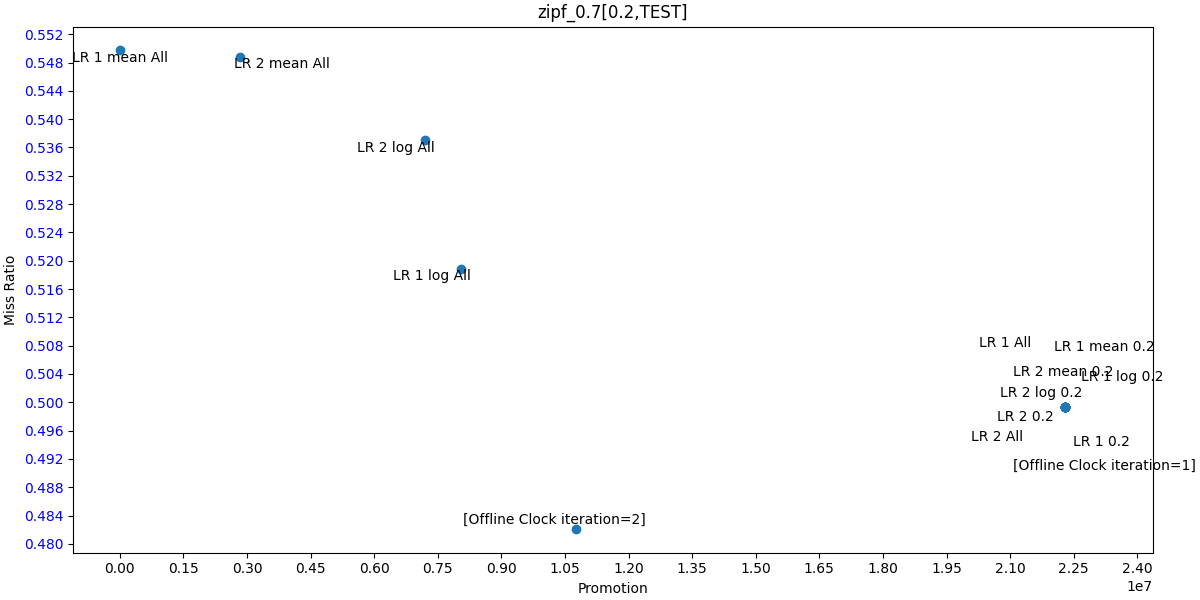 zipf_0.7[0.2,TEST]
0.552
0.548
0.544
0.540
0.536
0.532
0.528
0.524
0.520
0.516
0.512
0.508
0.504
0.500
0.496
0.492
0.488
0.484
0.480
Miss Ratio
LR 1 mean All
LR 2 mean All
LR 2 log All
LR 1 log All
LR 1 All
LR 1 mean 0.2
LR 2 mean 0.2
LR 1 log 0.2
LR 2 log 0.2
LR 2 0.2
LR 2 All
LR 1 0.2
[Offline Clock iteration=1]
[Offline Clock iteration=2]
0.00 0.15 0.30 0.45 0.60 0.75 0.90 1.05 1.20 1.35 1.50 1.65 1.80 1.95 2.10 2.25 2.40
1e7
Promotion